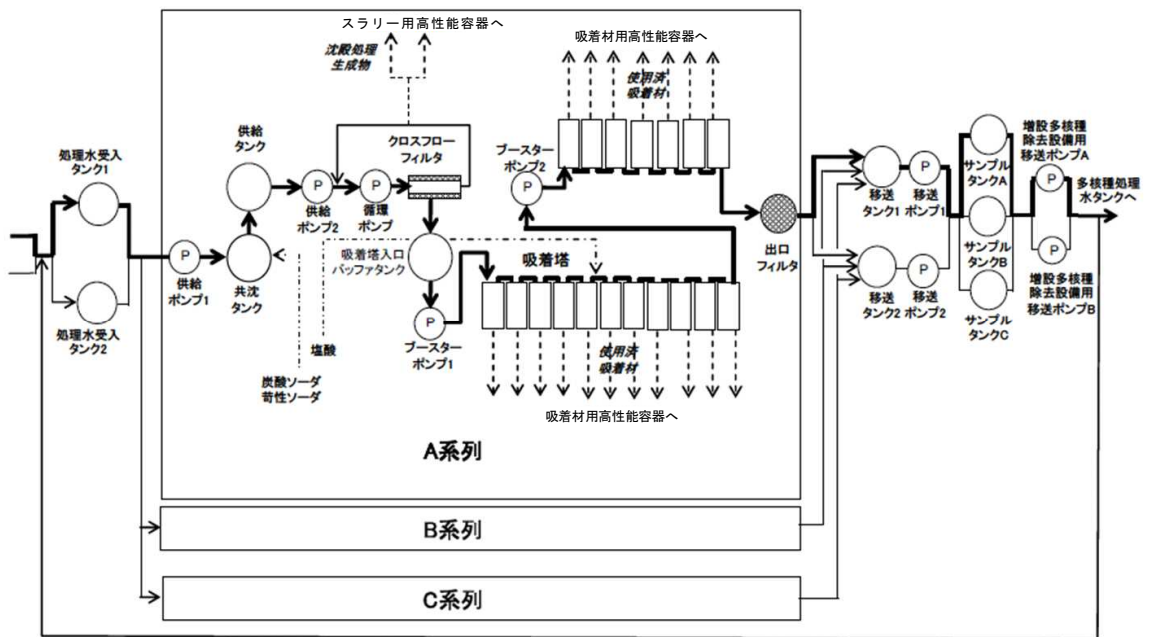 スラリー用高性能容器へ
沈殿処理
生成物
吸着材用高性能容器へ
使用済
吸着材
供給
タンク
クロスフロー
フィルタ
ブースター
ポンプ2
処理水受入
タンク1
P
供給
ポンプ2
P
循環
ポンプ
P
P
供給
ポンプ1
共沈
タンク
吸着塔入口
バッファタンク
吸着塔
P
ブースター
ポンプ1
処理水受入
タンク2
塩酸
炭酸ソーダ
苛性ソーダ
使用済
吸着材
吸着材用高性能容器へ
出口
フィルタ
移送
タンク1
P
移送
ポンプ1
移送
タンク2
P
移送
ポンプ2
サンプル
タンクA
サンプル
タンクB
サンプル
タンクC
増設多核種
除去設備用
移送ポンプA
P
多核種処理
水タンクへ
P
増設多核種
除去設備用
移送ポンプB
A系列
B系列
C系列